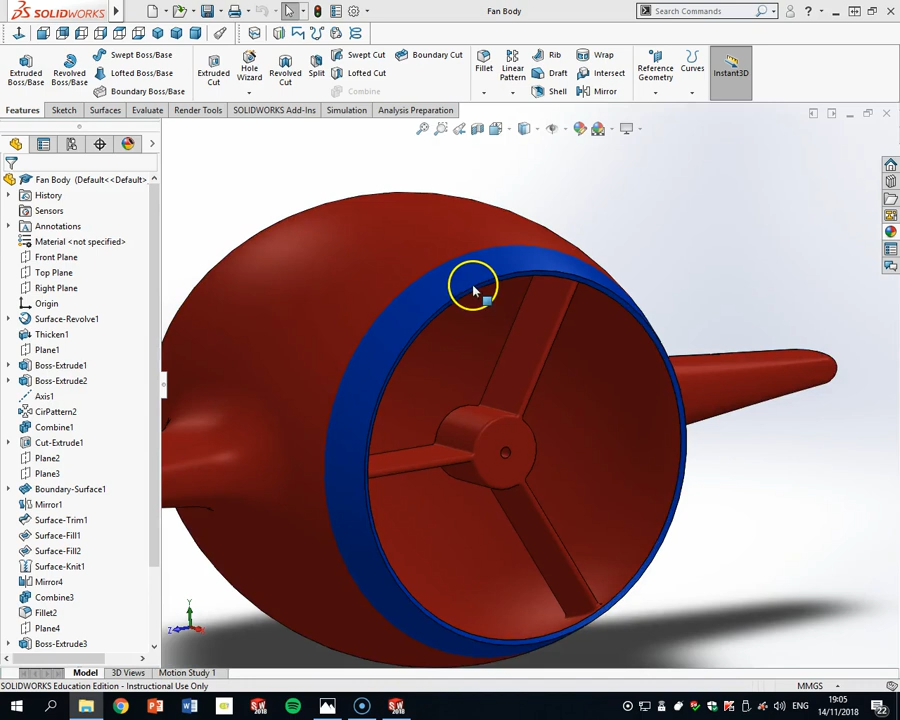 SOLIDWORKS
Fan Body
Search Commands
Extruded Boss/Base
Revolved Boss/Base
Swept Boss/Base
Lofted Boss/Base
Boundary Boss/Base
Extruded Cut
Hole Wizard
Revolved Cut
Split
Swept Cut
Lofted Cut
Combine
Boundary Cut
Fillet
Linear Pattern
Rib
Draft
Shell
Wrap
Intersect
Mirror
Reference Geometry
Curves
Instant3D
Features
Sketch
Surfaces
Evaluate
Render Tools
SOLIDWORKS Add-Ins
Simulation
Analysis Preparation
Fan Body (Default<<Default>
History
Sensors
Annotations
Material <not specified>
Front Plane
Top Plane
Right Plane
Origin
Surface-Revolve1
Thicken1
Plane1
Boss-Extrude1
Boss-Extrude2
Axis1
CirPattern2
Combine1
Cut-Extrude1
Plane2
Plane3
Boundary-Surface1
Mirror1
Surface-Trim1
Surface-Fill1
Surface-Fill2
Surface-Knit1
Mirror4
Combine3
Fillet2
Plane4
Boss-Extrude3
Y
Z
X
Model
3D Views
Motion Study 1
SOLIDWORKS Education Edition - Instructional Use Only
MMGS
ENG
19:05
14/11/2018
22